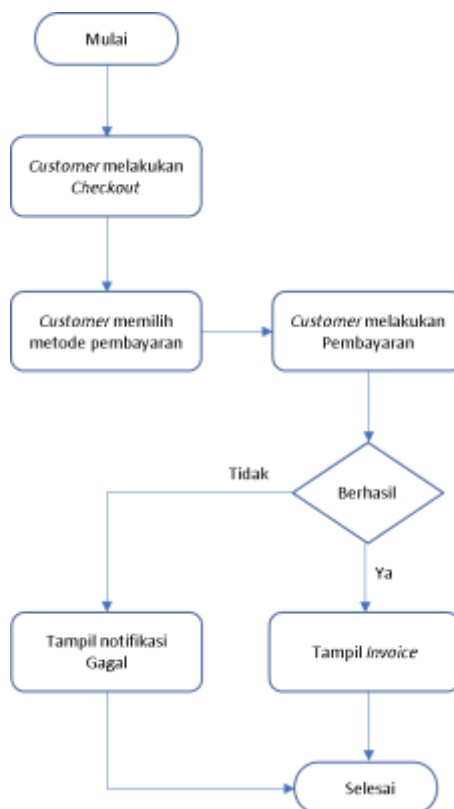 Mulai
Customer melakukan
Checkout
Customer memilih
metode pembayaran
Customer melakukan
Pembayaran
Berhasil
Tidak
Ya
Tampil notifikasi
Gagal
Tampil Invoice
Selesai